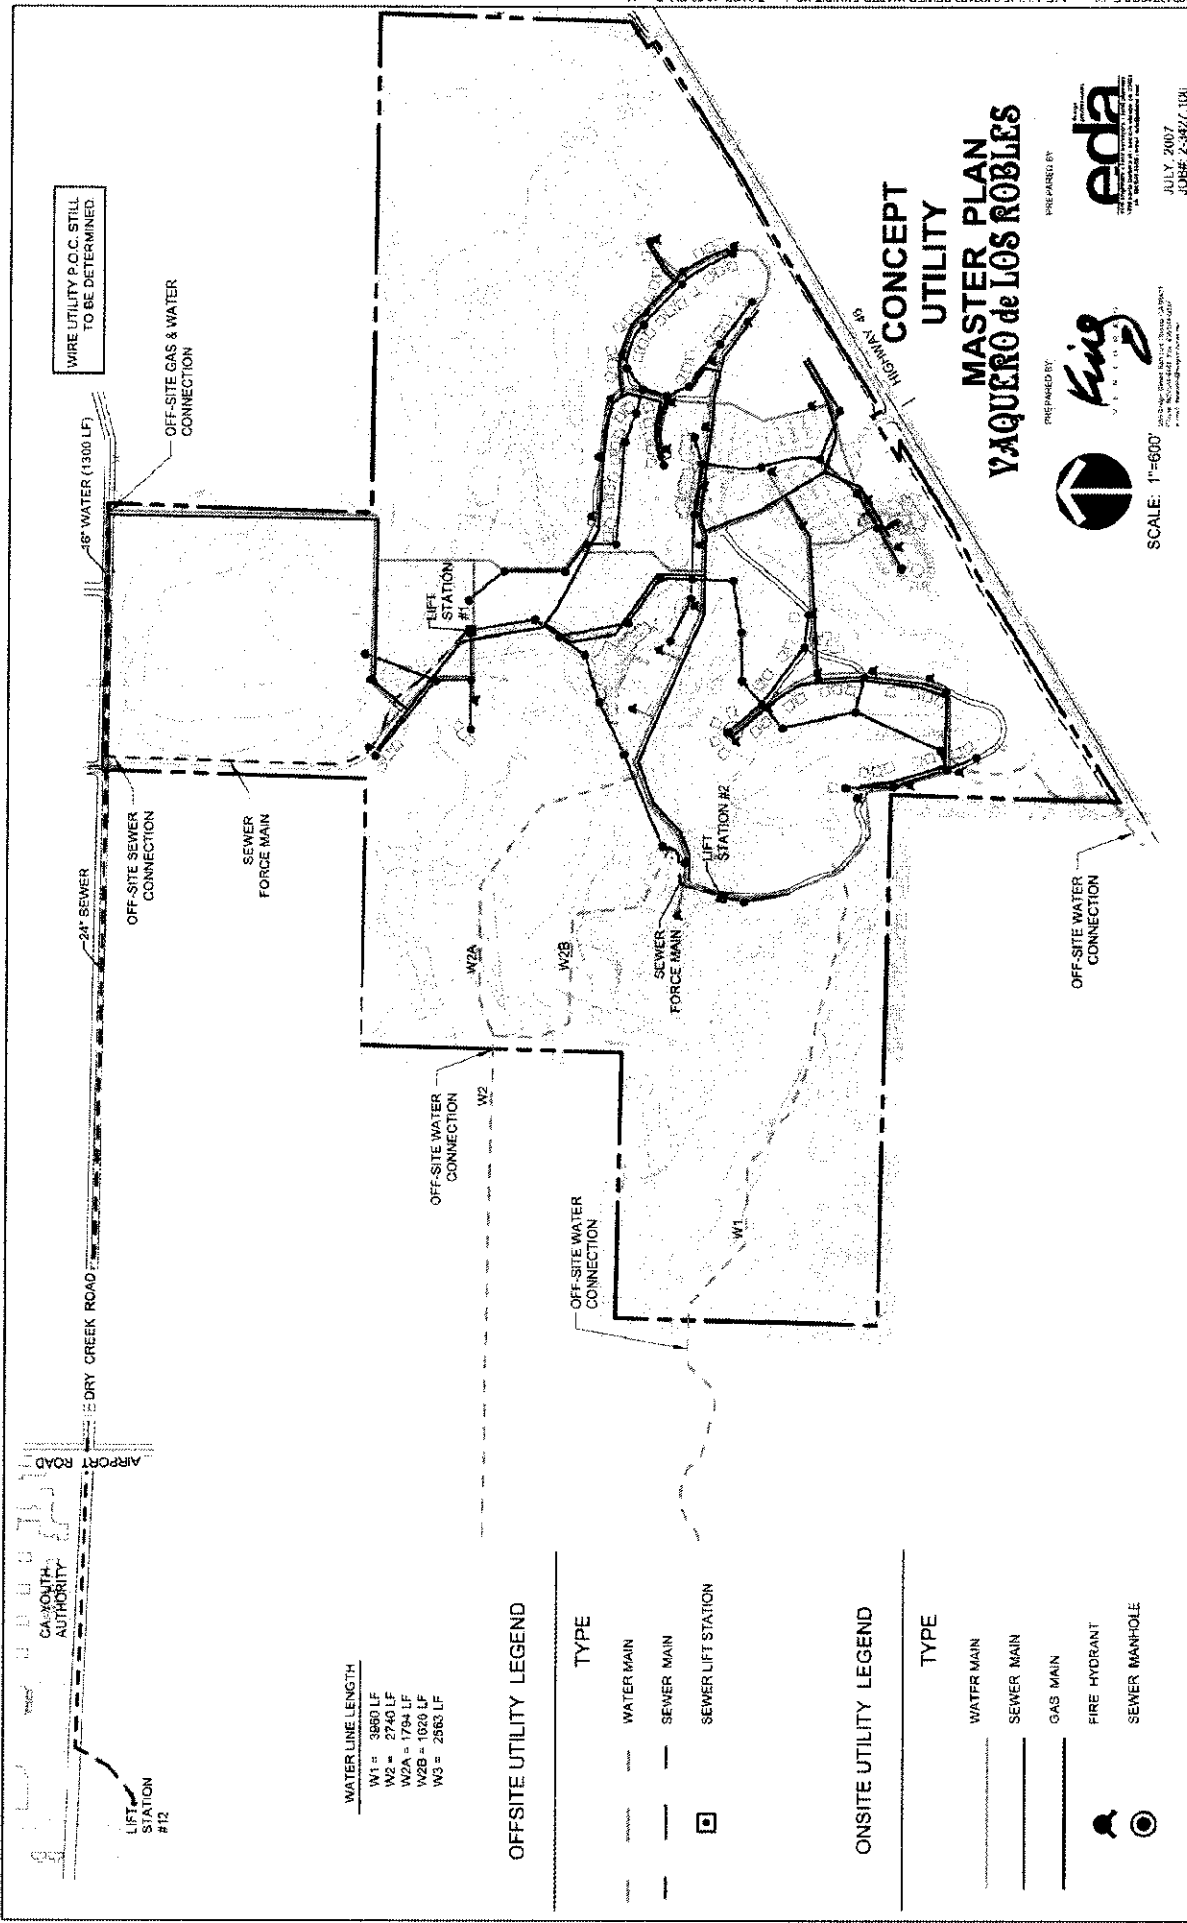 WIRE UTILITY P.O.C. STILL
TO BE DETERMINED.
16" WATER (1300 LF)
OFF-SITE GAS & WATER
CONNECTION
24" SEWER
OFF-SITE SEWER
CONNECTION
SEWER
FORCE MAIN
DRY CREEK ROAD
AIRPORT ROAD
CA YOUTH
AUTHORITY
LIFT
STATION
#12
LIFT
STATION
#1
W2A
W2B
W2
OFF-SITE WATER
CONNECTION
SEWER
FORCE MAIN
LIFT
STATION #2
OFF-SITE WATER
CONNECTION
W1
OFF-SITE WATER
CONNECTION
HIGHWAY 46
WATER LINE LENGTH
W1 = 3960 LF
W2 = 2740 LF
W2A = 1794 LF
W2B = 1620 LF
W3 = 2663 LF
OFFSITE UTILITY LEGEND
TYPE
WATER MAIN
SEWER MAIN
SEWER LIFT STATION
ONSITE UTILITY LEGEND
TYPE
WATER MAIN
SEWER MAIN
GAS MAIN
FIRE HYDRANT
SEWER MANHOLE
CONCEPT
UTILITY
MASTER PLAN
VAQUERO de LOS ROBLES
PREPARED BY:
King
VENTURES
PREPARED BY:
eda
SCALE: 1"=600'
JULY, 2007